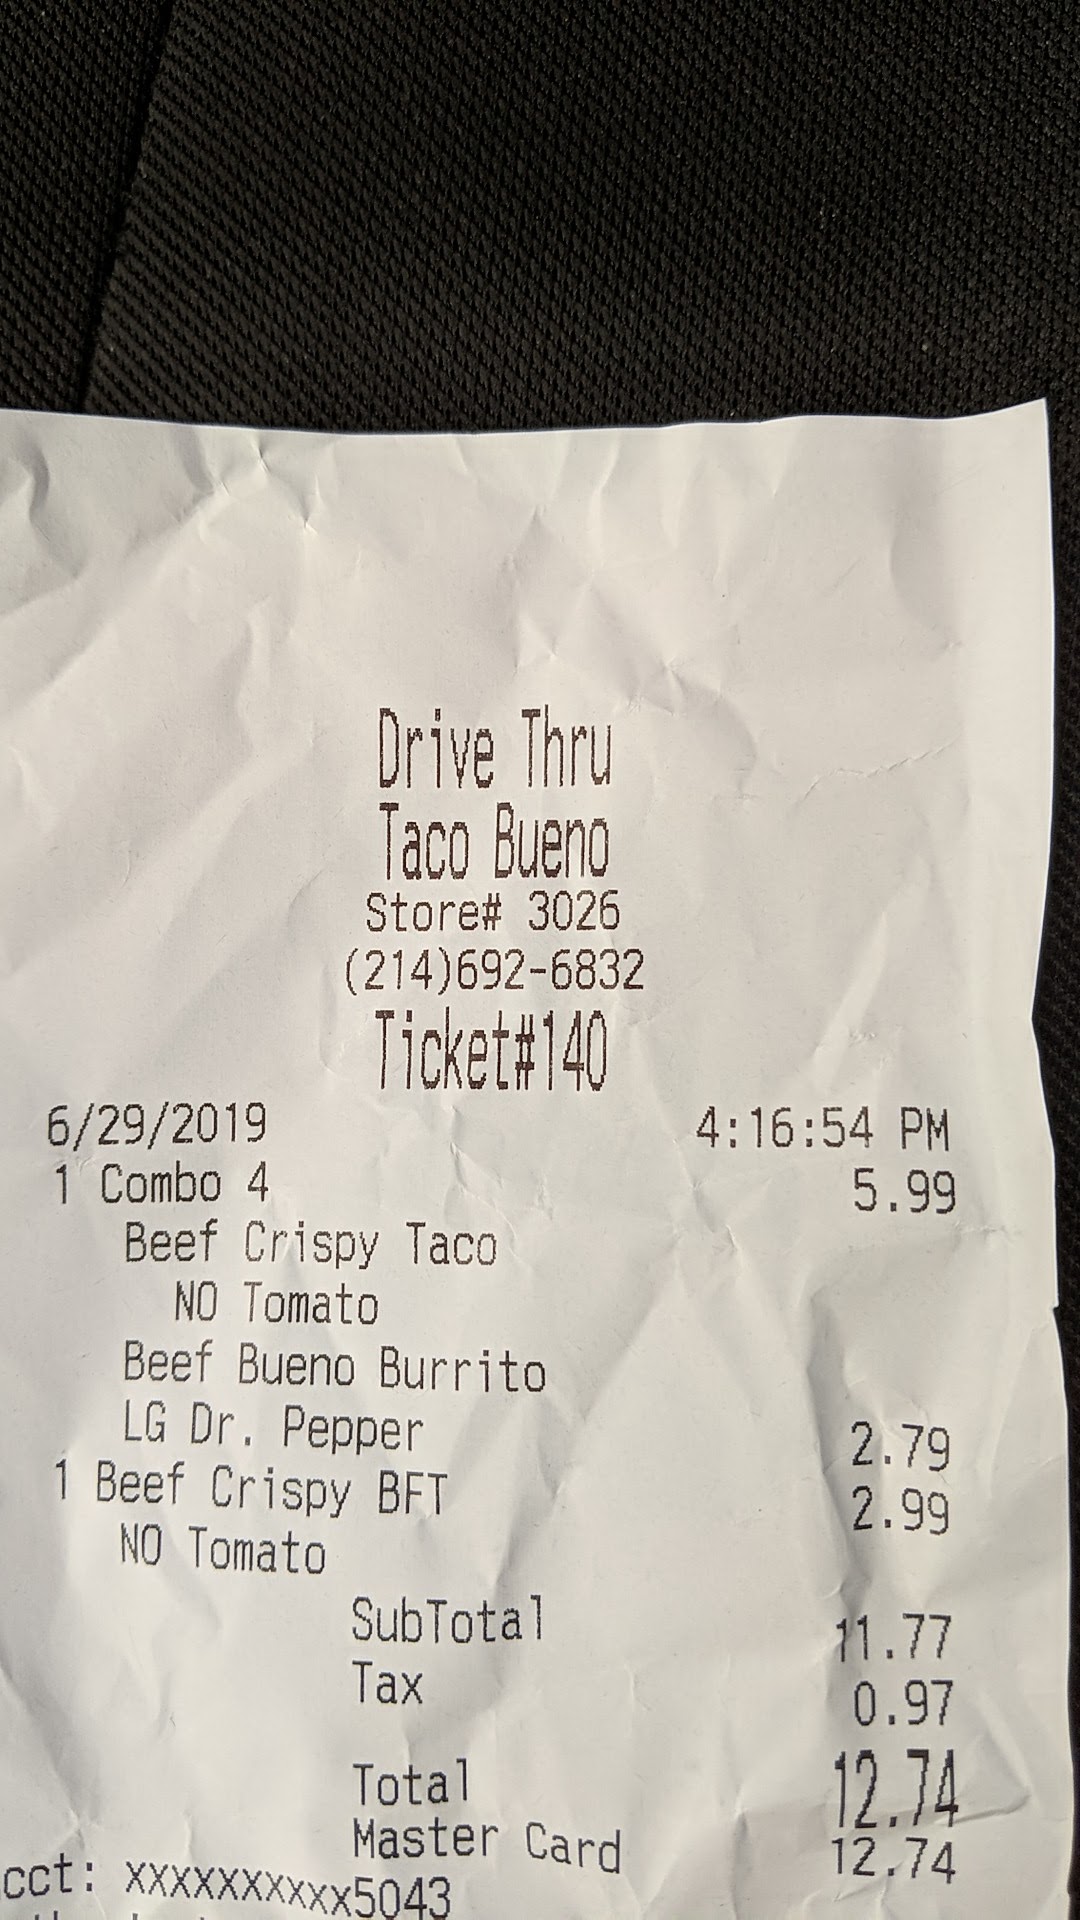 Drive Thru
Taco Bueno
Store# 3026
(214)692-6832
Ticket#140
6/29/2019 4:16:54 PM
1 Combo 4 5.99
Beef Crispy Taco
NO Tomato
Beef Bueno Burrito
LG Dr. Pepper 2.79
1 Beef Crispy BFT 2.99
NO Tomato
SubTotal 11.77
Tax 0.97
Total 12.74
Master Card 12.74
cct: xxxxxxxxxx5043